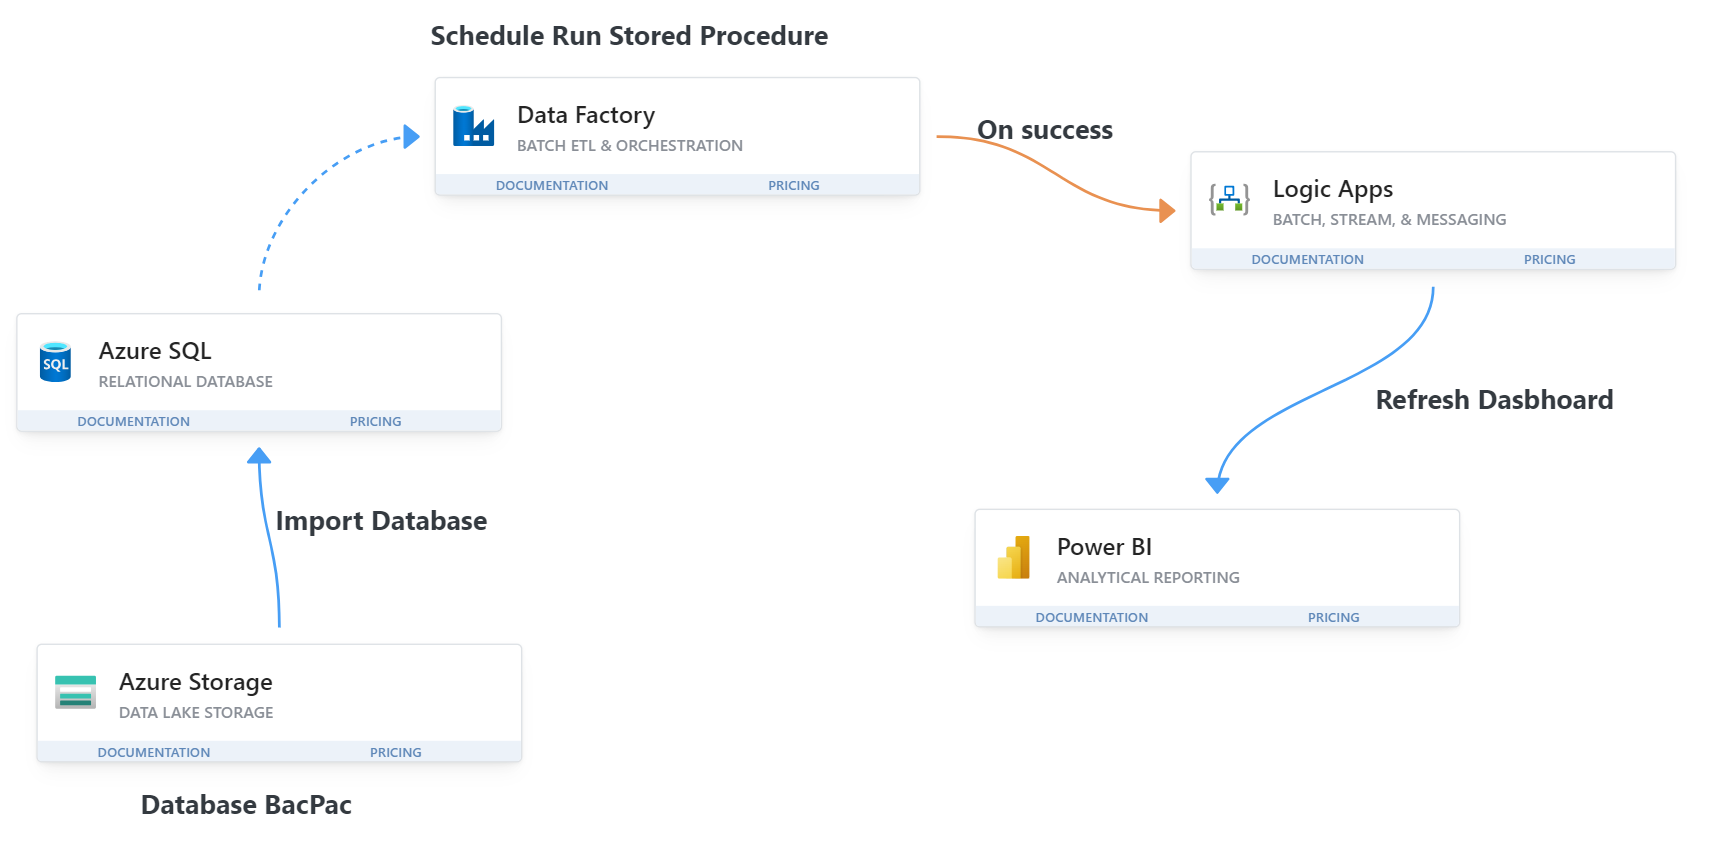 Schedule Run Stored Procedure
Data Factory
BATCH ETL & ORCHESTRATION
DOCUMENTATION PRICING
On success
Logic Apps
BATCH, STREAM, & MESSAGING
DOCUMENTATION PRICING
Azure SQL
SQL
RELATIONAL DATABASE
DOCUMENTATION PRICING
Refresh Dasbhoard
Import Database
Power BI
ANALYTICAL REPORTING
DOCUMENTATION PRICING
Azure Storage
DATA LAKE STORAGE
DOCUMENTATION PRICING
Database BacPac